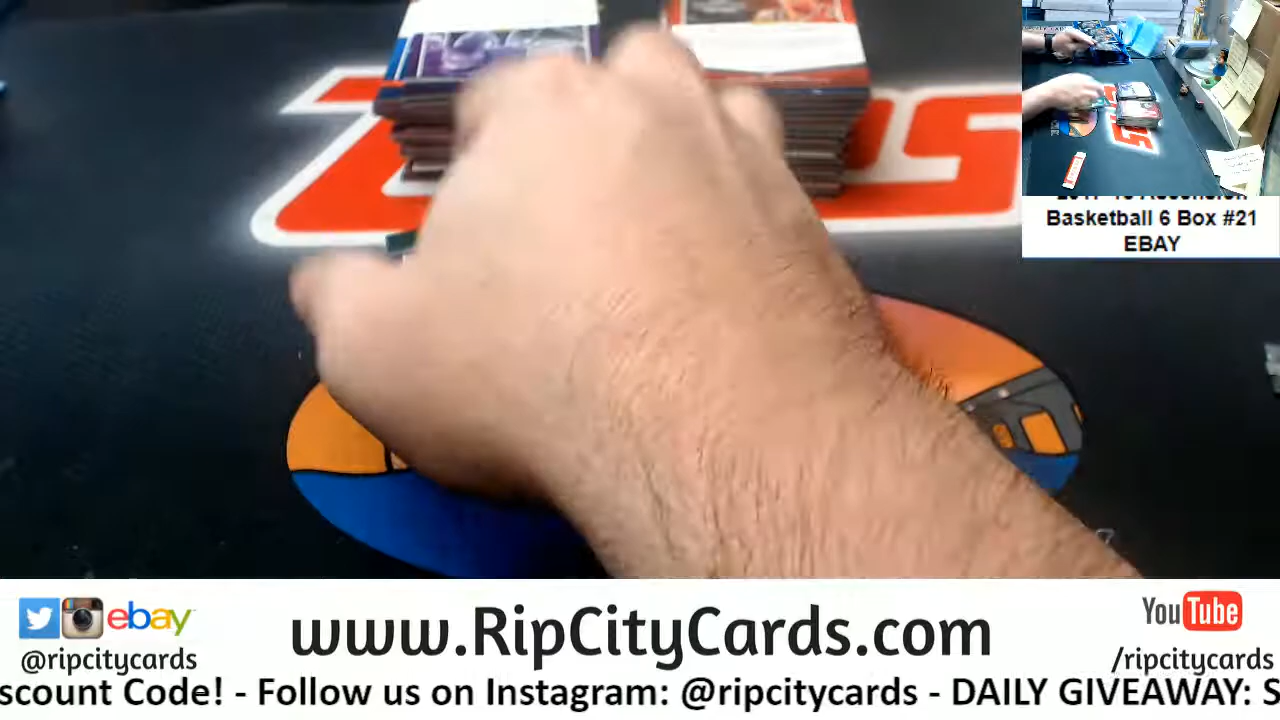 Basketball 6 Box #21
EBAY
ebay
@ripcitycards
www.RipCityCards.com
YouTube
/ripcitycards
scount Code! - Follow us on Instagram: @ripcitycards - DAILY GIVEAWAY: S